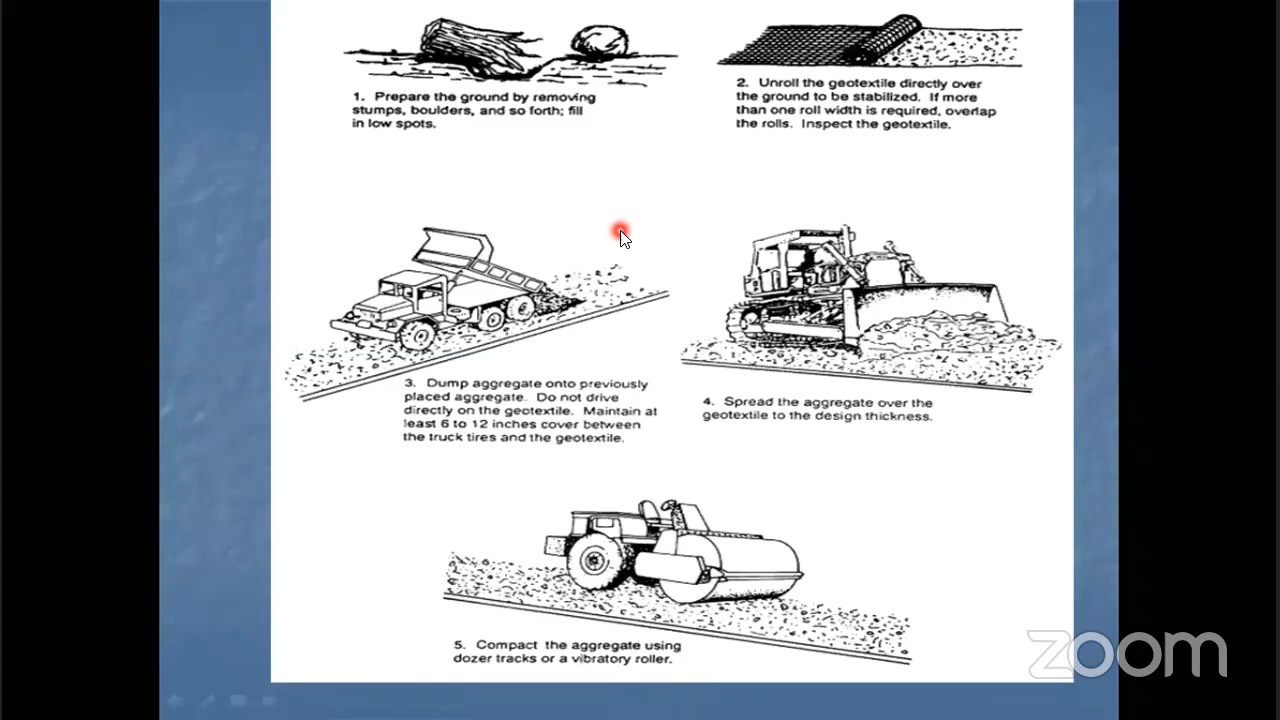 1. Prepare the ground by removing
stumps, boulders, and so forth; fill
in low spots.
2. Unroll the geotextile directly over
the ground to be stabilized. If more
than one roll width is required, overlap
the rolls. Inspect the geotextile.
3. Dump aggregate onto previously
placed aggregate. Do not drive
directly on the geotextile. Maintain at
least 6 to 12 inches cover between
the truck tires and the geotextile.
4. Spread the aggregate over the
geotextile to the design thickness.
5. Compact the aggregate using
dozer tracks or a vibratory roller.
zoom